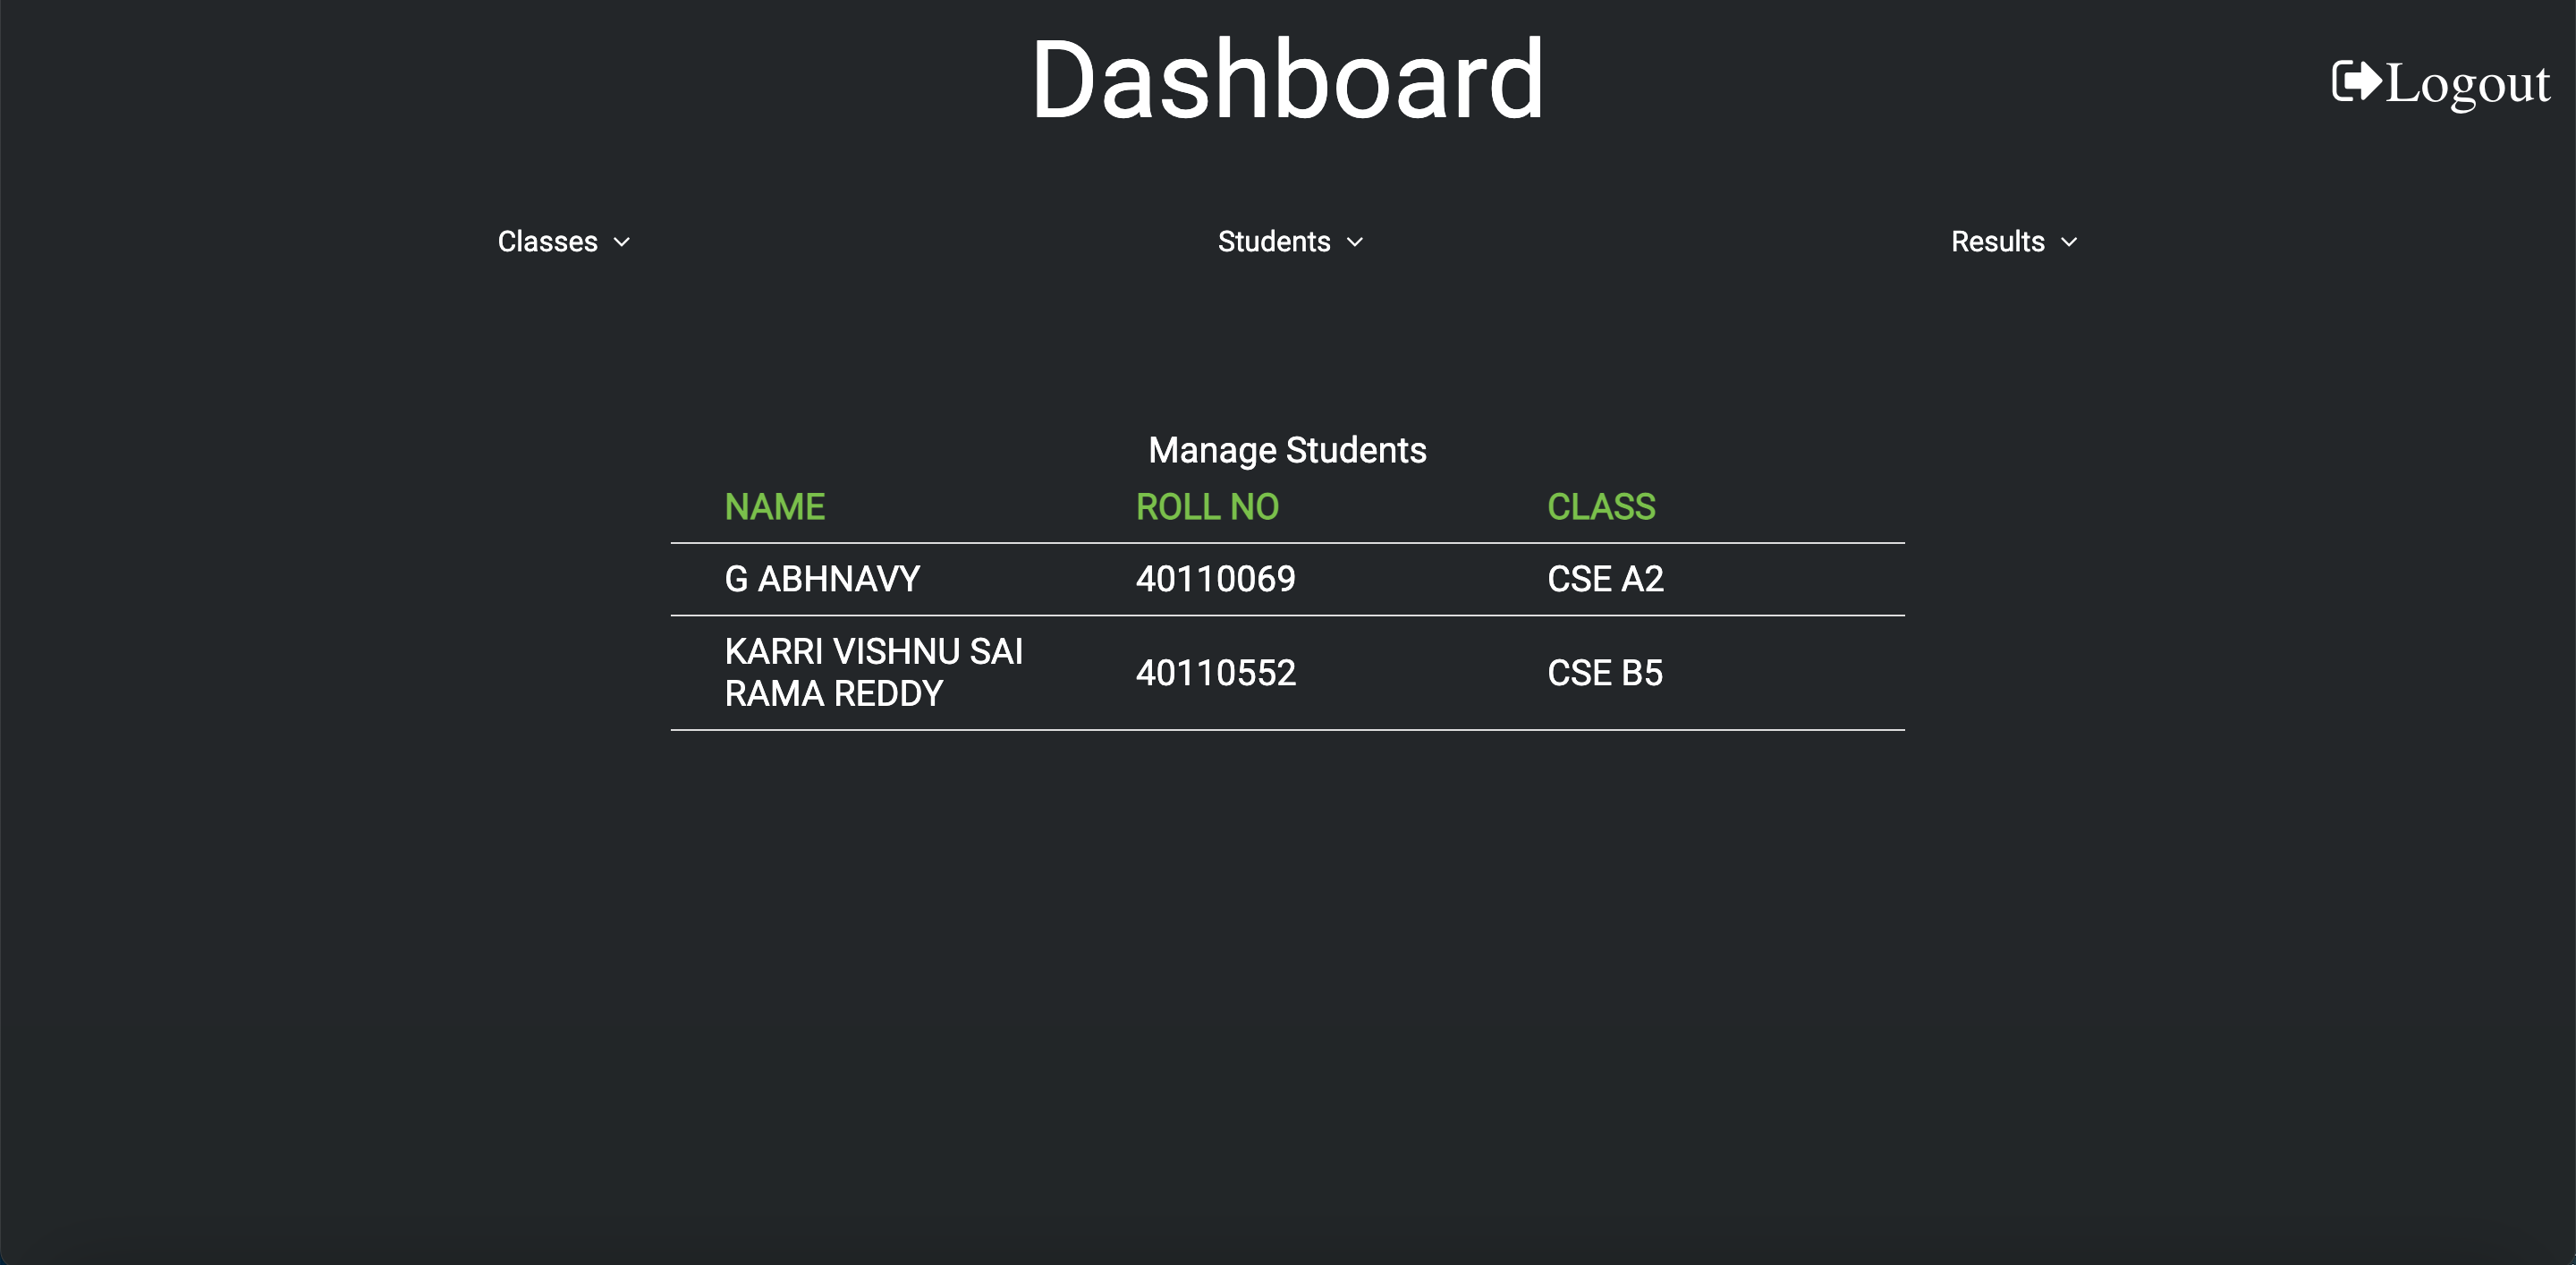 Dashboard
Logout
Classes
Students
Results
Manage Students
NAME ROLL NO CLASS
G ABHNAVY 40110069 CSE A2
KARRI VISHNU SAI
RAMA REDDY 40110552 CSE B5